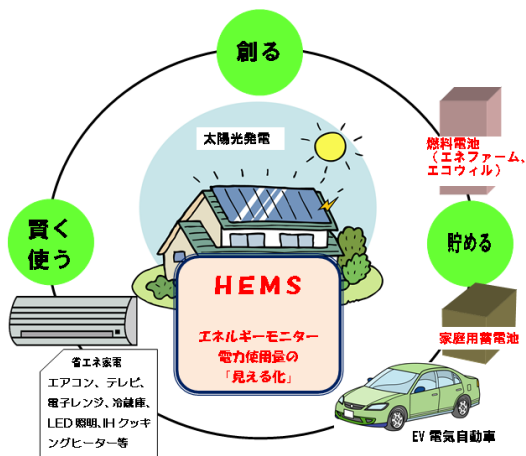 創る
太陽光発電
燃料電池
（エネファーム、
エコウィル）
賢く
使う
貯める
HEMS
エネルギーモニター
電力使用量の
「見える化」
家庭用蓄電池
省エネ家電
エアコン、テレビ、
電子レンジ、冷蔵庫、
LED照明、IHクッキ
ングヒーター等
EV電気自動車